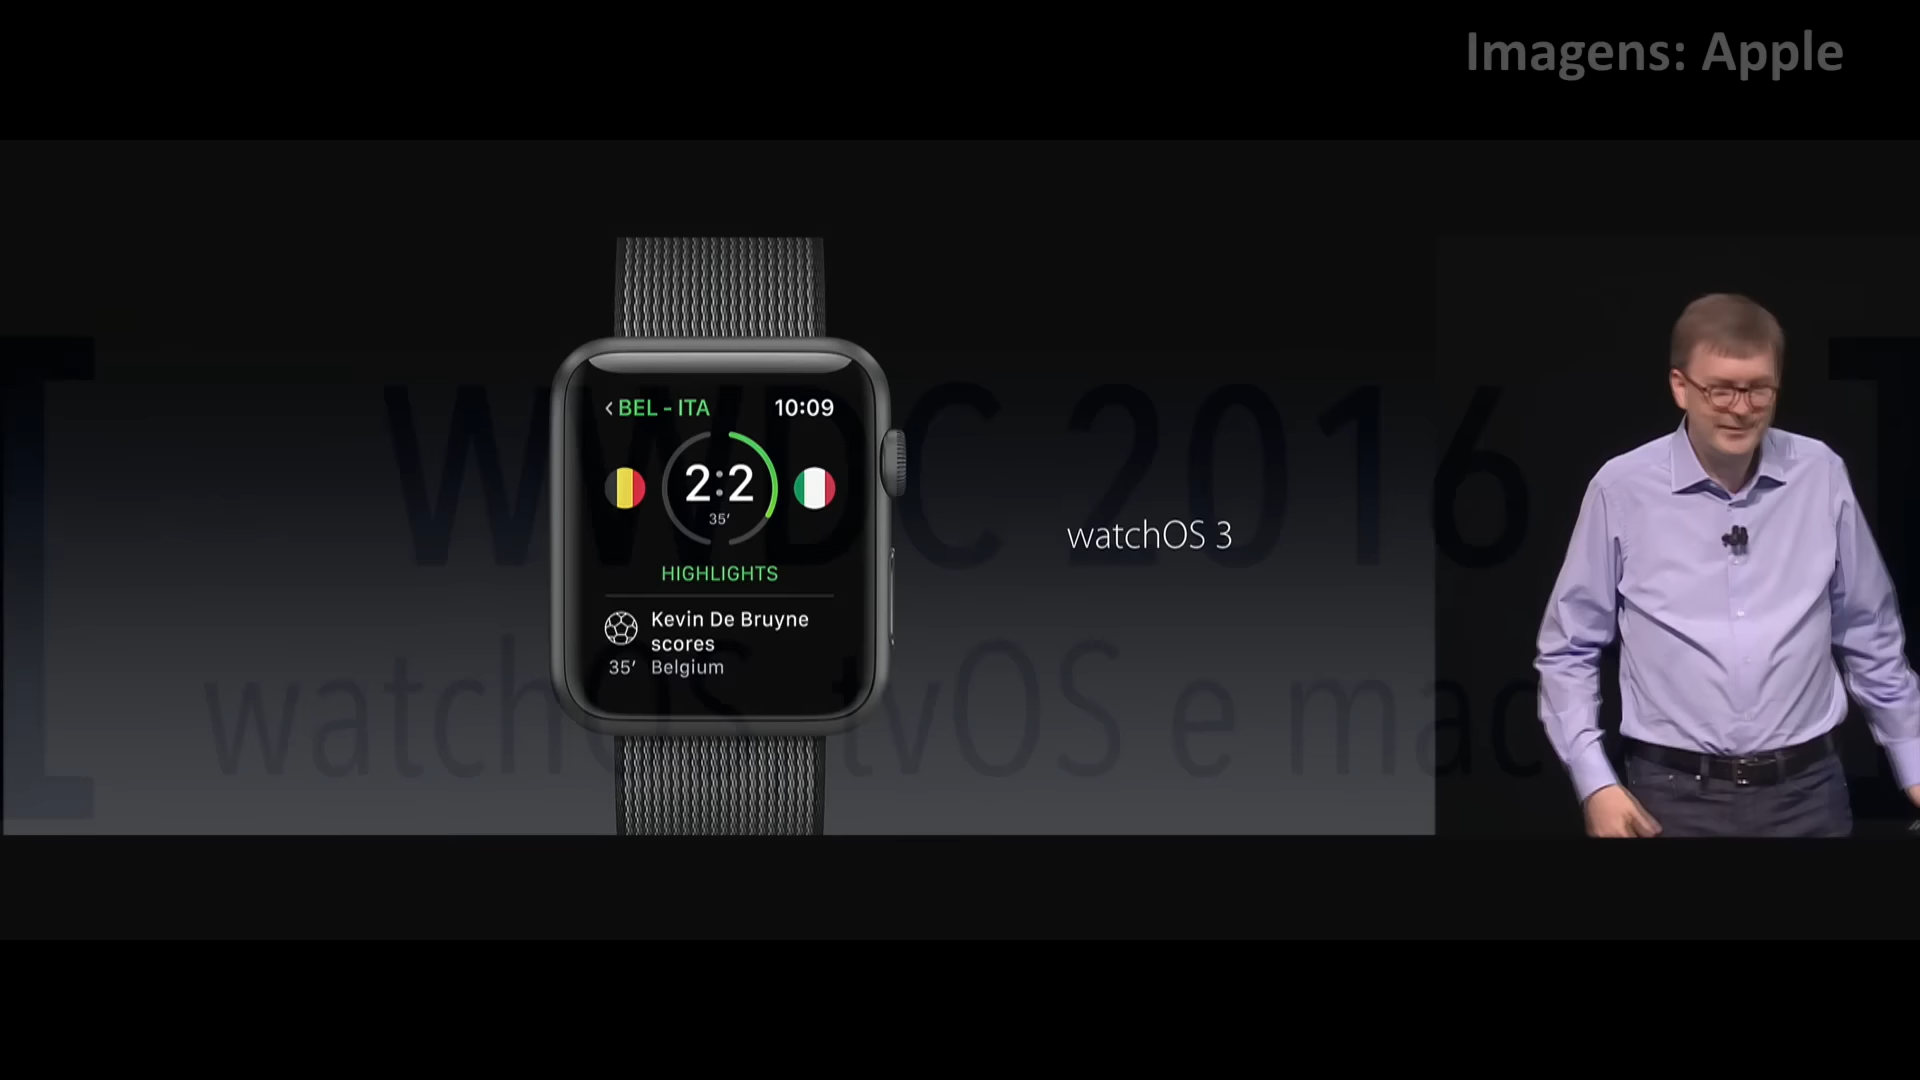 Imagens: Apple
WWDC 2016
watchOS, tvOS e mac
< BEL - ITA 10:09
2:2
35’
HIGHLIGHTS
Kevin De Bruyne
scores
35’ Belgium
watchOS 3